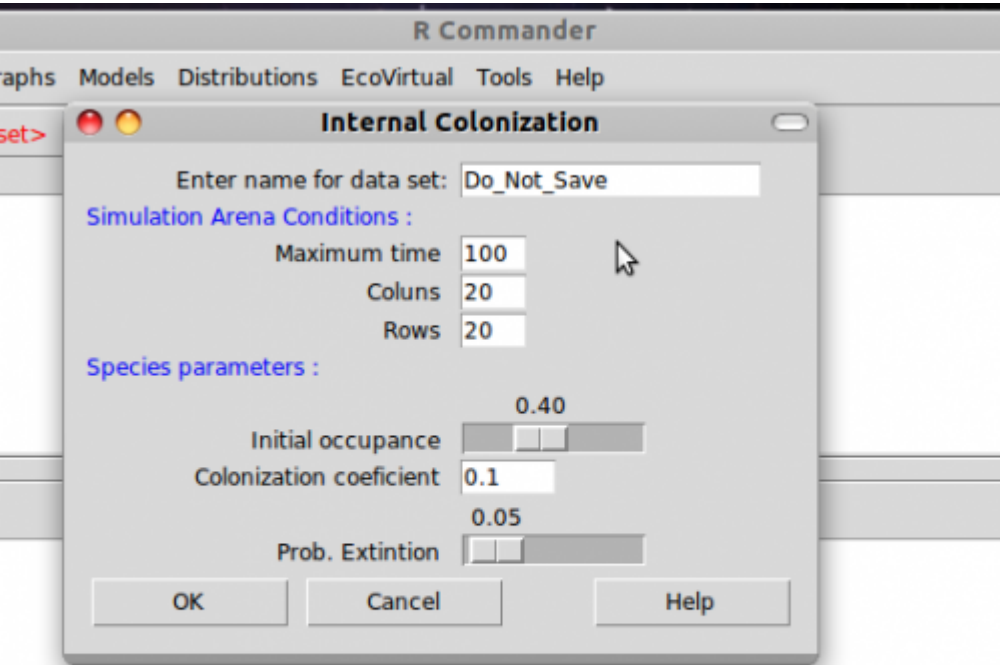 R Commander
raphs Models Distributions EcoVirtual Tools Help
set>
Internal Colonization
Enter name for data set: Do_Not_Save
Simulation Arena Conditions :
Maximum time 100
Coluns 20
Rows 20
Species parameters :
0.40
Initial occupance
Colonization coeficient 0.1
0.05
Prob. Extintion
OK Cancel Help